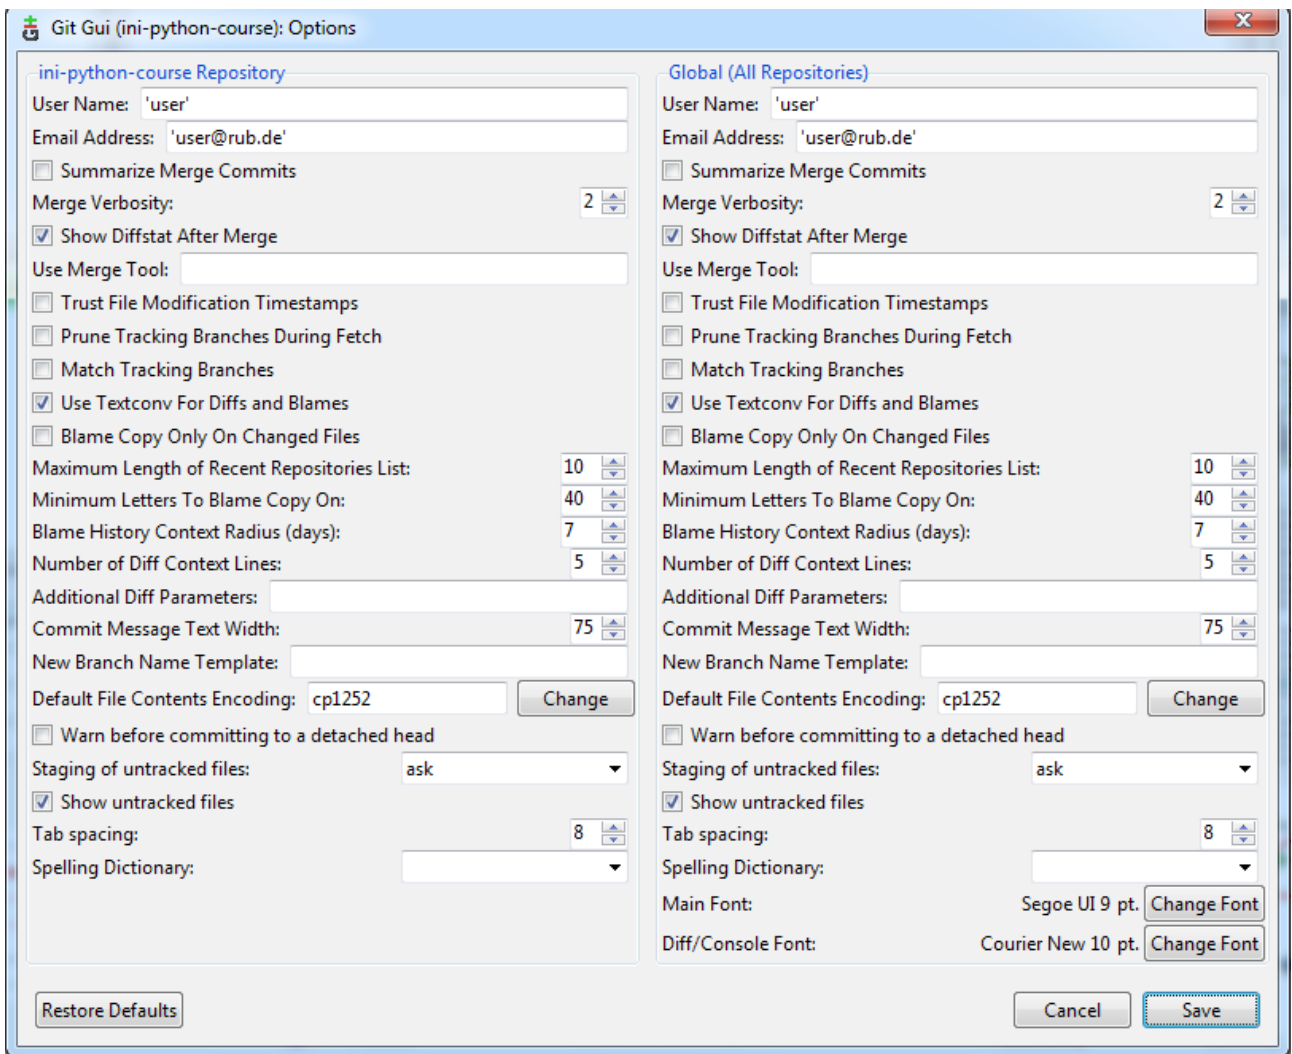 Git Gui (ini-python-course): Options
ini-python-course Repository
User Name: 'user'
Email Address: 'user@rub.de'
Summarize Merge Commits
Merge Verbosity: 2
Show Diffstat After Merge
Use Merge Tool:
Trust File Modification Timestamps
Prune Tracking Branches During Fetch
Match Tracking Branches
Use Textconv For Diffs and Blames
Blame Copy Only On Changed Files
Maximum Length of Recent Repositories List: 10
Minimum Letters To Blame Copy On: 40
Blame History Context Radius (days): 7
Number of Diff Context Lines: 5
Additional Diff Parameters:
Commit Message Text Width: 75
New Branch Name Template:
Default File Contents Encoding: cp1252 Change
Warn before committing to a detached head
Staging of untracked files: ask
Show untracked files
Tab spacing: 8
Spelling Dictionary:
Global (All Repositories)
User Name: 'user'
Email Address: 'user@rub.de'
Summarize Merge Commits
Merge Verbosity: 2
Show Diffstat After Merge
Use Merge Tool:
Trust File Modification Timestamps
Prune Tracking Branches During Fetch
Match Tracking Branches
Use Textconv For Diffs and Blames
Blame Copy Only On Changed Files
Maximum Length of Recent Repositories List: 10
Minimum Letters To Blame Copy On: 40
Blame History Context Radius (days): 7
Number of Diff Context Lines: 5
Additional Diff Parameters:
Commit Message Text Width: 75
New Branch Name Template:
Default File Contents Encoding: cp1252 Change
Warn before committing to a detached head
Staging of untracked files: ask
Show untracked files
Tab spacing: 8
Spelling Dictionary:
Main Font: Segoe UI 9 pt. Change Font
Diff/Console Font: Courier New 10 pt. Change Font
Restore Defaults Cancel Save